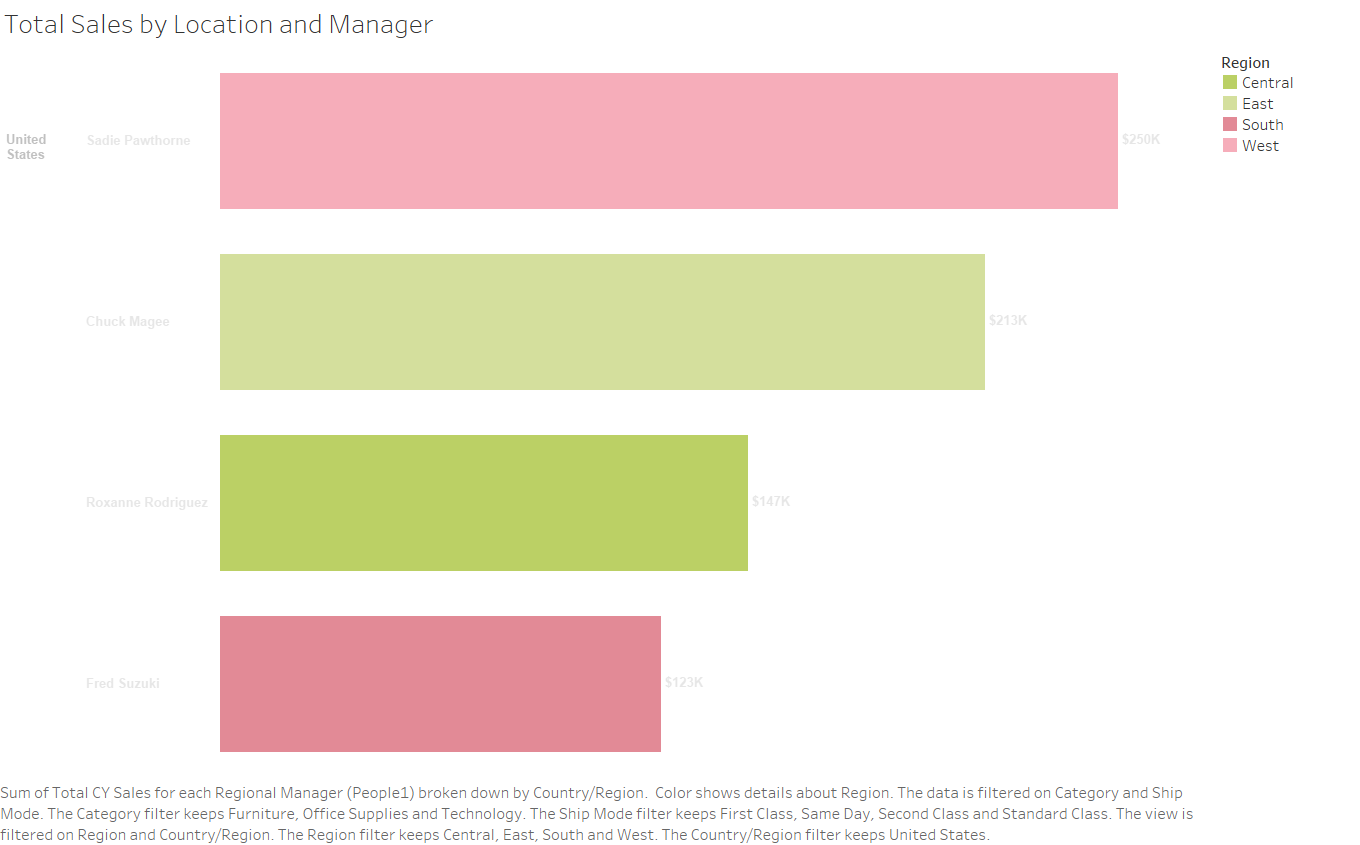 Total Sales by Location and Manager
Region
Central
East
South
West
United
States
Sadie Pawthorne
$250K
Chuck Magee
$213K
Roxanne Rodriguez
$147K
Fred Suzuki
$123K
Sum of Total CY Sales for each Regional Manager (People1) broken down by Country/Region.  Color shows details about Region. The data is filtered on Category and Ship
Mode. The Category filter keeps Furniture, Office Supplies and Technology. The Ship Mode filter keeps First Class, Same Day, Second Class and Standard Class. The view is
filtered on Region and Country/Region. The Region filter keeps Central, East, South and West. The Country/Region filter keeps United States.